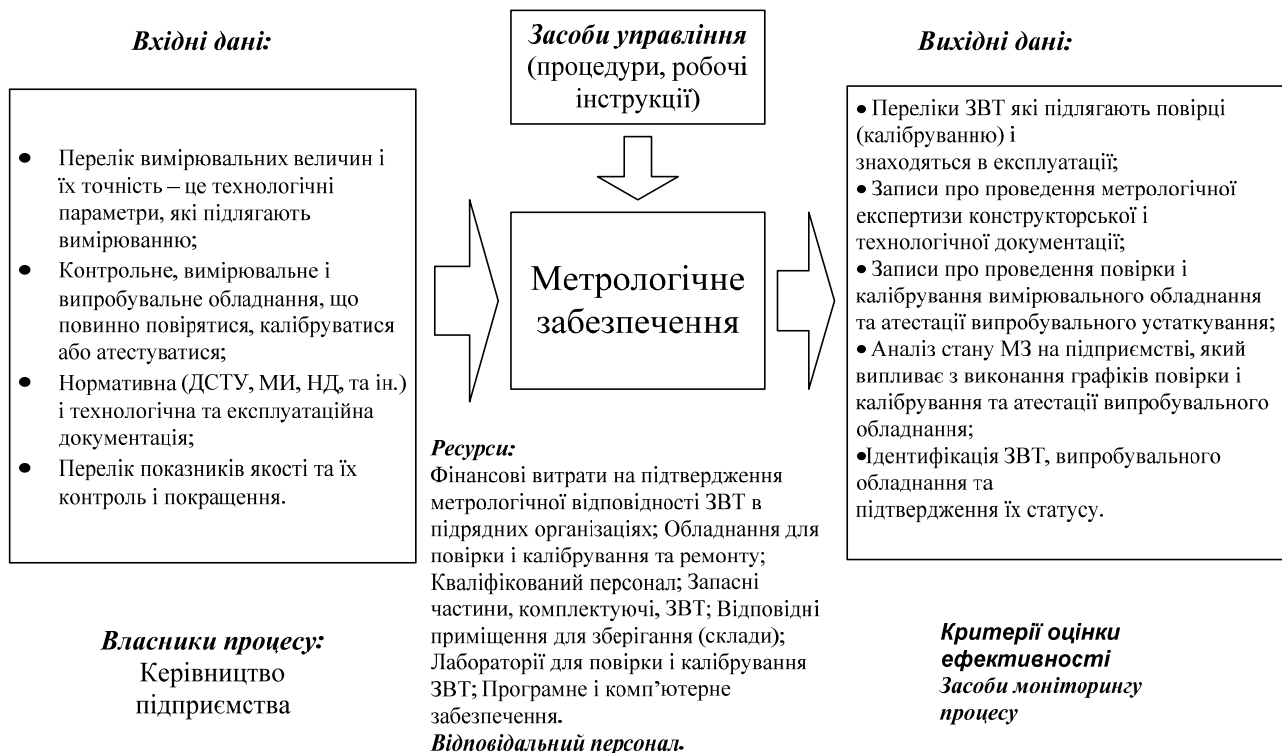 Вхідні дані:
Перелік вимірювальних величин і
їх точність – це технологічні
параметри, які підлягають
вимірюванню;
Контрольне, вимірювальне і
випробувальне обладнання, що
повинно повірятися, калібруватися
або атестуватися;
Нормативна (ДСТУ, МИ, НД, та ін.)
і технологічна та експлуатаційна
документація;
Перелік показників якості та їх
контроль і покращення.
Власники процесу:
Керівництво
підприємства
Засоби управління
(процедури, робочі
інструкції)
Метрологічне
забезпечення
Ресурси:
Фінансові витрати на підтвердження
метрологічної відповідності ЗВТ в
підрядних організаціях; Обладнання для
повірки і калібрування та ремонту;
Кваліфікований персонал; Запасні
частини, комплектуючі, ЗВТ; Відповідні
приміщення для зберігання (склади);
Лабораторії для повірки і калібрування
ЗВТ; Програмне і комп’ютерне
забезпечення.
Відповідальний персонал.
Вихідні дані:
• Переліки ЗВТ які підлягають повірці
(калібруванню) і
знаходяться в експлуатації;
• Записи про проведення метрологічної
експертизи конструкторської і
технологічної документації;
• Записи про проведення повірки і
калібрування вимірювального обладнання
та атестації випробувального устаткування;
• Аналіз стану МЗ на підприємстві, який
випливає з виконання графіків повірки і
калібрування та атестації випробувального
обладнання;
•Ідентифікація ЗВТ, випробувального
обладнання та
підтвердження їх статусу.
Критерії оцінки
ефективності
Засоби моніторингу
процесу